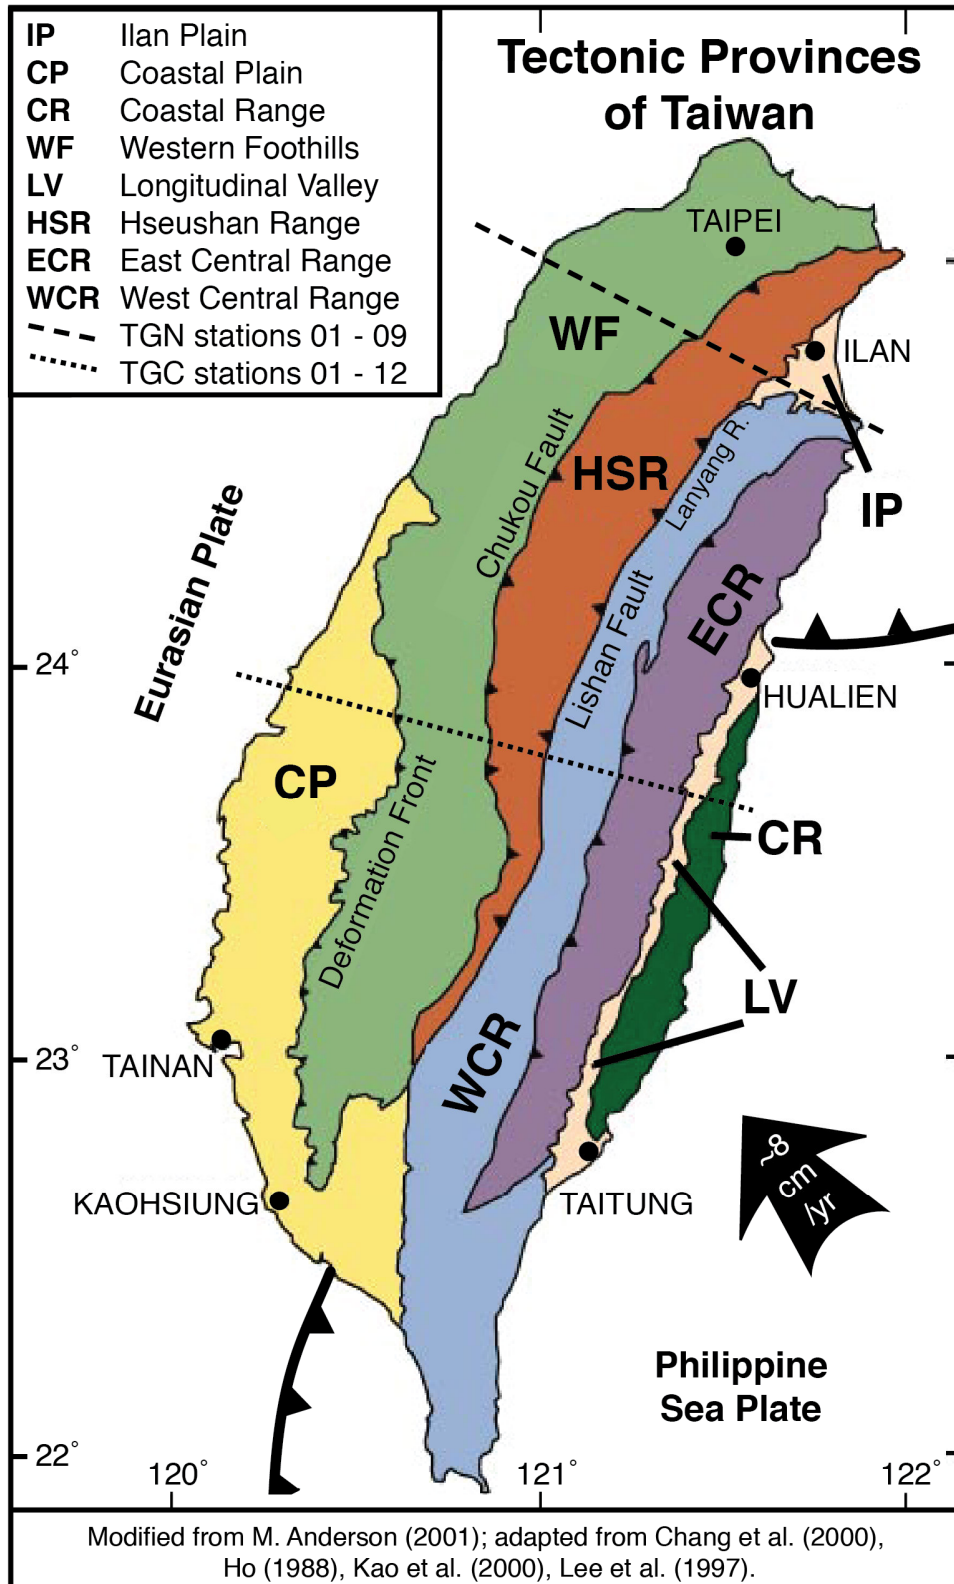 Tectonic Provinces
of Taiwan
IP Ilan Plain
CP Coastal Plain
CR Coastal Range
WF Western Foothills
LV Longitudinal Valley
HSR Hseushan Range
ECR East Central Range
WCR West Central Range
TGN stations 01 - 09
TGC stations 01 - 12
TAIPEI
WF
ILAN
Chukou Fault
HSR
Lanyang R.
IP
Eurasian Plate
ECR
24°
Lishan Fault
HUALIEN
CP
Deformation Front
CR
LV
23°
TAINAN
WCR
~8
cm
/yr
KAOHSIUNG
TAITUNG
Philippine
Sea Plate
22°
120°
121°
122°
Modified from M. Anderson (2001); adapted from Chang et al. (2000),
Ho (1988), Kao et al. (2000), Lee et al. (1997).